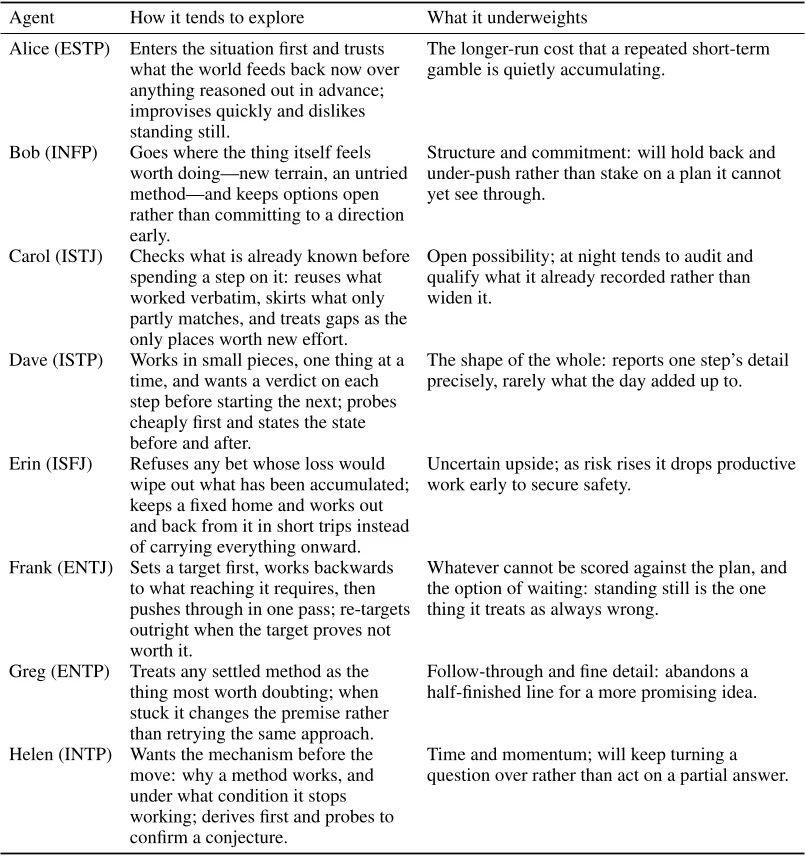 Agent How it tends to explore What it underweights
Alice (ESTP) Enters the situation first and trusts The longer-run cost that a repeated short-term
what the world feeds back now over gamble is quietly accumulating.
anything reasoned out in advance;
improvises quickly and dislikes
standing still.
Bob (INFP) Goes where the thing itself feels Structure and commitment: will hold back and
worth doing—new terrain, an untried under-push rather than stake on a plan it cannot
method—and keeps options open yet see through.
rather than committing to a direction
early.
Carol (ISTJ) Checks what is already known before Open possibility; at night tends to audit and
spending a step on it: reuses what qualify what it already recorded rather than
worked verbatim, skirts what only widen it.
partly matches, and treats gaps as the
only places worth new effort.
Dave (ISTP) Works in small pieces, one thing at a The shape of the whole: reports one step’s detail
time, and wants a verdict on each precisely, rarely what the day added up to.
step before starting the next; probes
cheaply first and states the state
before and after.
Erin (ISFJ) Refuses any bet whose loss would Uncertain upside; as risk rises it drops productive
wipe out what has been accumulated; work early to secure safety.
keeps a fixed home and works out
and back from it in short trips instead
of carrying everything onward.
Frank (ENTJ) Sets a target first, works backwards Whatever cannot be scored against the plan, and
to what reaching it requires, then the option of waiting: standing still is the one
pushes through in one pass; re-targets thing it treats as always wrong.
outright when the target proves not
worth it.
Greg (ENTP) Treats any settled method as the Follow-through and fine detail: abandons a
thing most worth doubting; when half-finished line for a more promising idea.
stuck it changes the premise rather
than retrying the same approach.
Helen (INTP) Wants the mechanism before the Time and momentum; will keep turning a
move: why a method works, and question over rather than act on a partial answer.
under what condition it stops
working; derives first and probes to
confirm a conjecture.